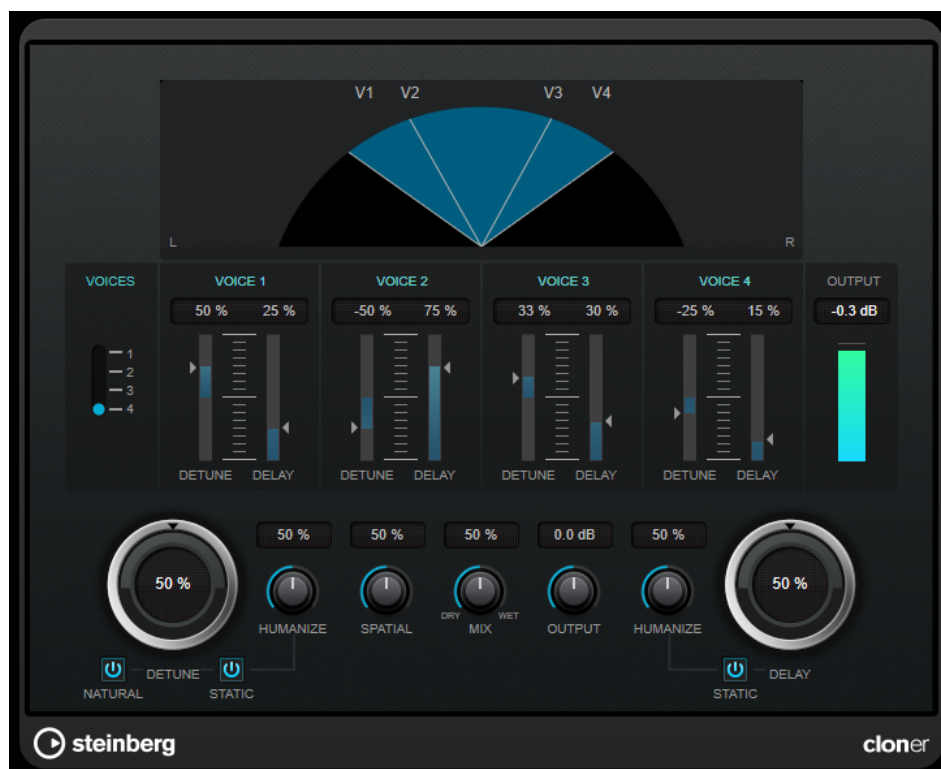 V1 V2 V3 V4
L R
VOICES VOICE 1 VOICE 2 VOICE 3 VOICE 4 OUTPUT
50 % 25 % -50 % 75 % 33 % 30 % -25 % 15 % -0.3 dB
1
2
3
4
DETUNE DELAY DETUNE DELAY DETUNE DELAY DETUNE DELAY
50 % 50 % 50 % 0.0 dB 50 %
50 % 50 %
DRY WET
HUMANIZE SPATIAL MIX OUTPUT HUMANIZE
DETUNE DELAY
NATURAL STATIC STATIC
steinberg cloner